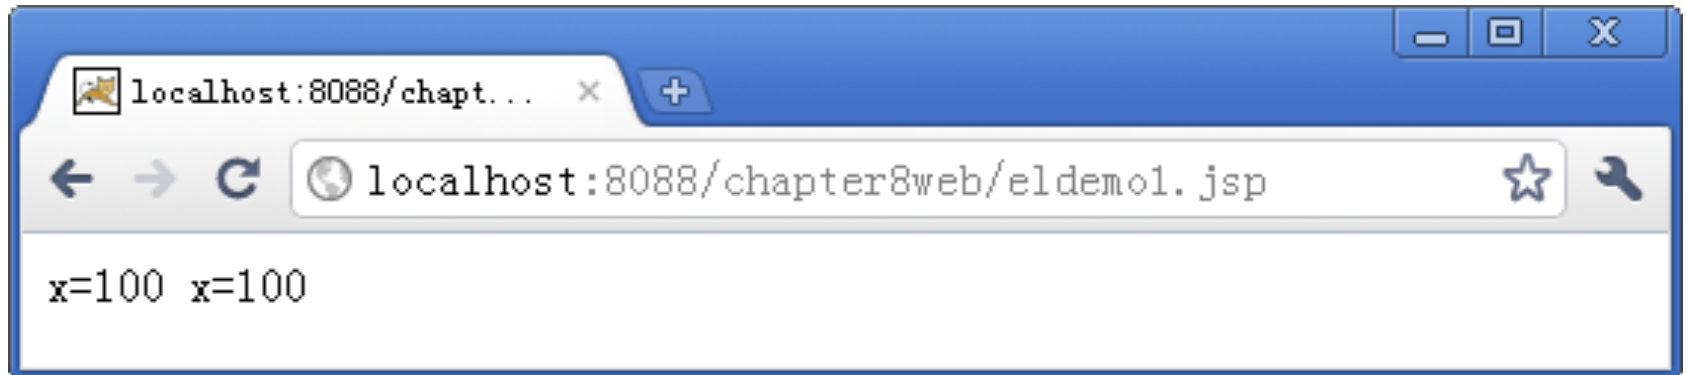 localhost:8088/chapt...
localhost:8088/chapter8web/eldemo1.jsp
x=100 x=100